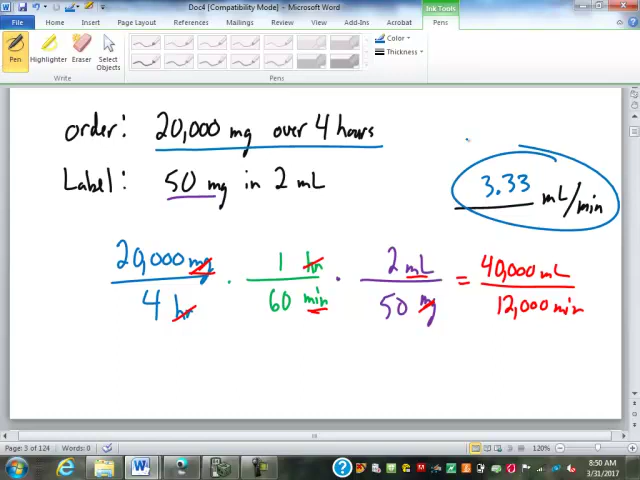 Doc4 [Compatibility Mode] - Microsoft Word
Ink Tools
File Home Insert Page Layout References Mailings Review View Add-Ins Acrobat Pens
Pen Highlighter Eraser Select Objects
Color
Thickness
Write Pens
order: 20,000 mg over 4 hours
Label: 50 mg in 2 mL
3.33 mL/min
20,000 mg / 4 hr · 1 hr / 60 min · 2 mL / 50 mg = 40,000 mL / 12,000 min
Page: 3 of 124 Words: 0 120%
8:50 AM
3/31/2017